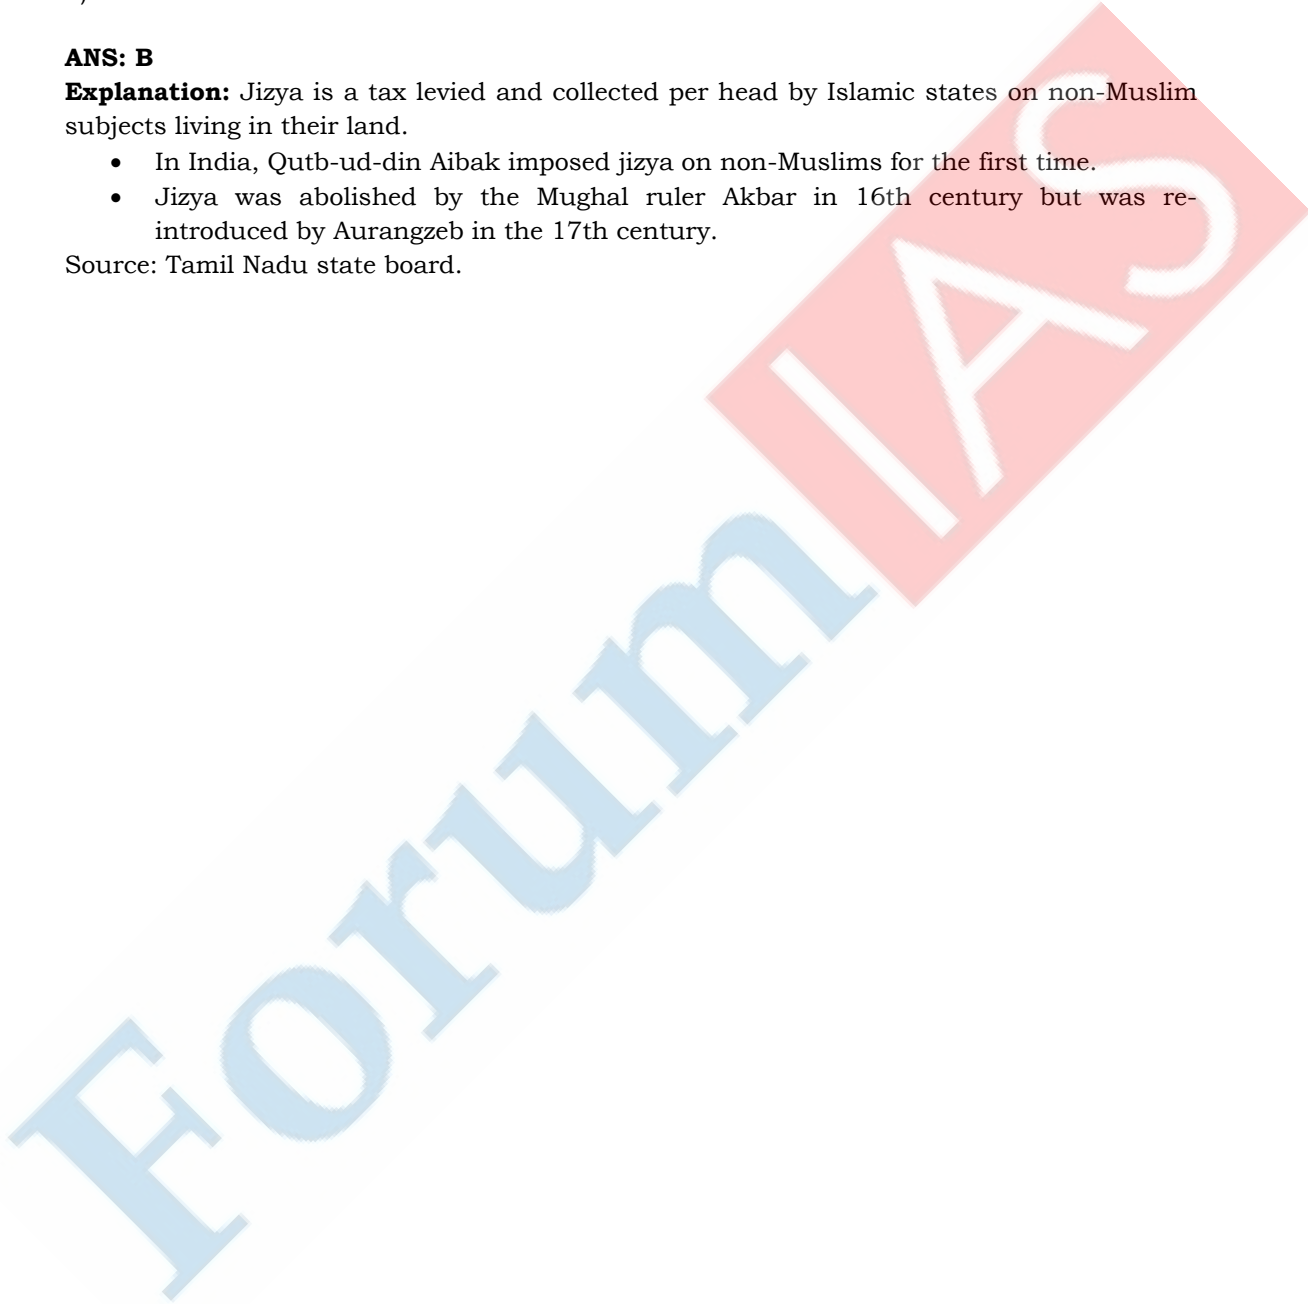 ANS: B
Explanation: Jizya is a tax levied and collected per head by Islamic states on non-Muslim
subjects living in their land.
• In India, Qutb-ud-din Aibak imposed jizya on non-Muslims for the first time.
• Jizya was abolished by the Mughal ruler Akbar in 16th century but was re-
introduced by Aurangzeb in the 17th century.
Source: Tamil Nadu state board.
Forum IAS